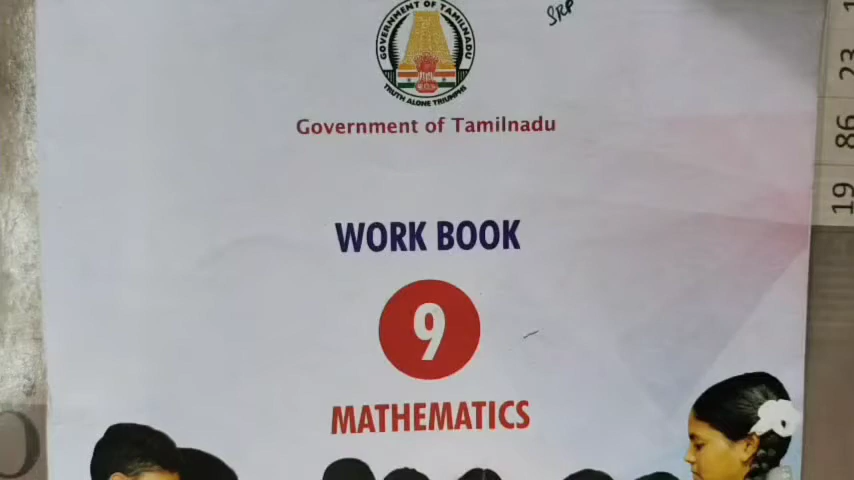 SRP
GOVERNMENT OF TAMILNADU
TRUTH ALONE TRIUMPHS
Government of Tamilnadu
WORK BOOK
9
MATHEMATICS
23
86
19